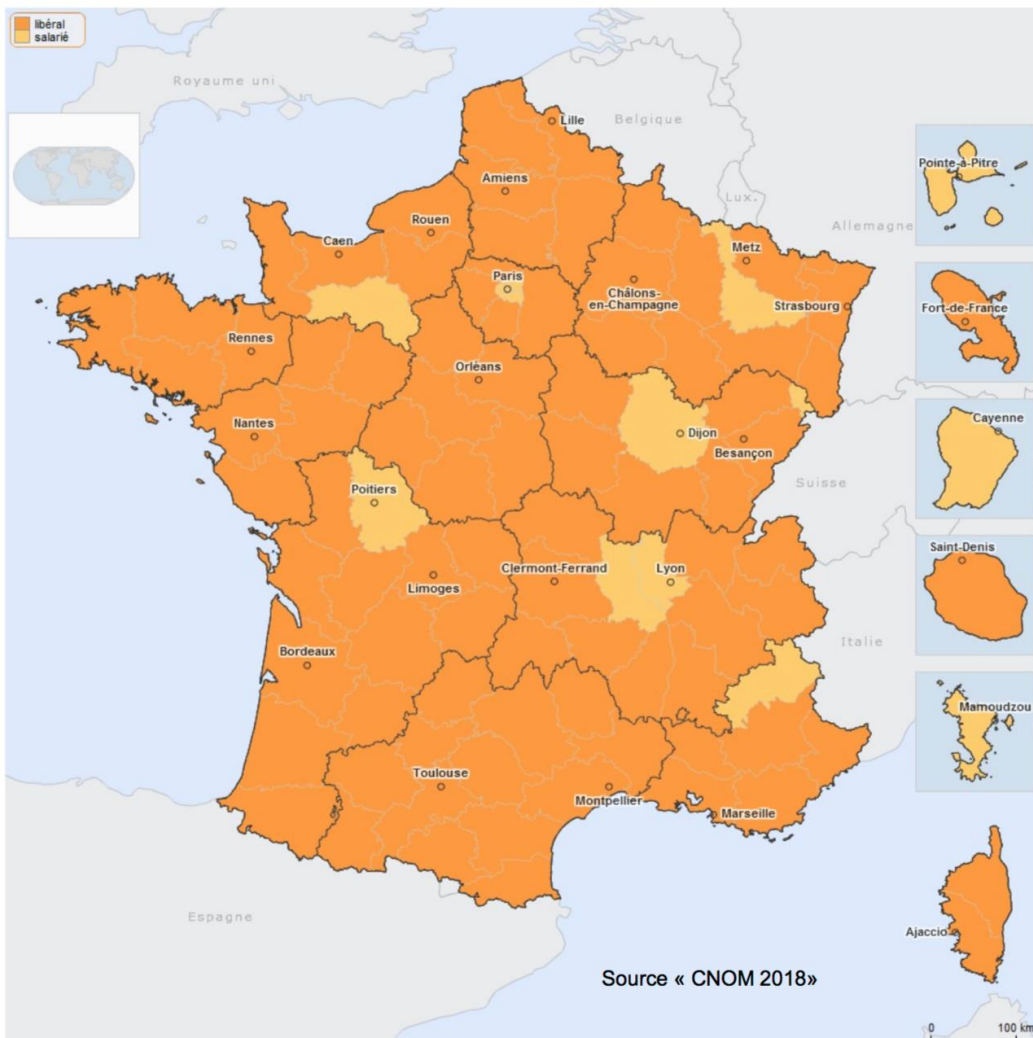 libéral
salarié
Royaume uni
Belgique
Lux.
Allemagne
Suisse
Italie
Espagne
Lille
Amiens
Rouen
Caen
Paris
Metz
Châlons-
en-Champagne
Strasbourg
Rennes
Orléans
Nantes
Dijon
Besançon
Poitiers
Clermont-Ferrand
Lyon
Limoges
Bordeaux
Toulouse
Montpellier
Marseille
Pointe-à-Pitre
Fort-de-France
Cayenne
Saint-Denis
Mamoudzou
Ajaccio
Source « CNOM 2018»
0 100 km